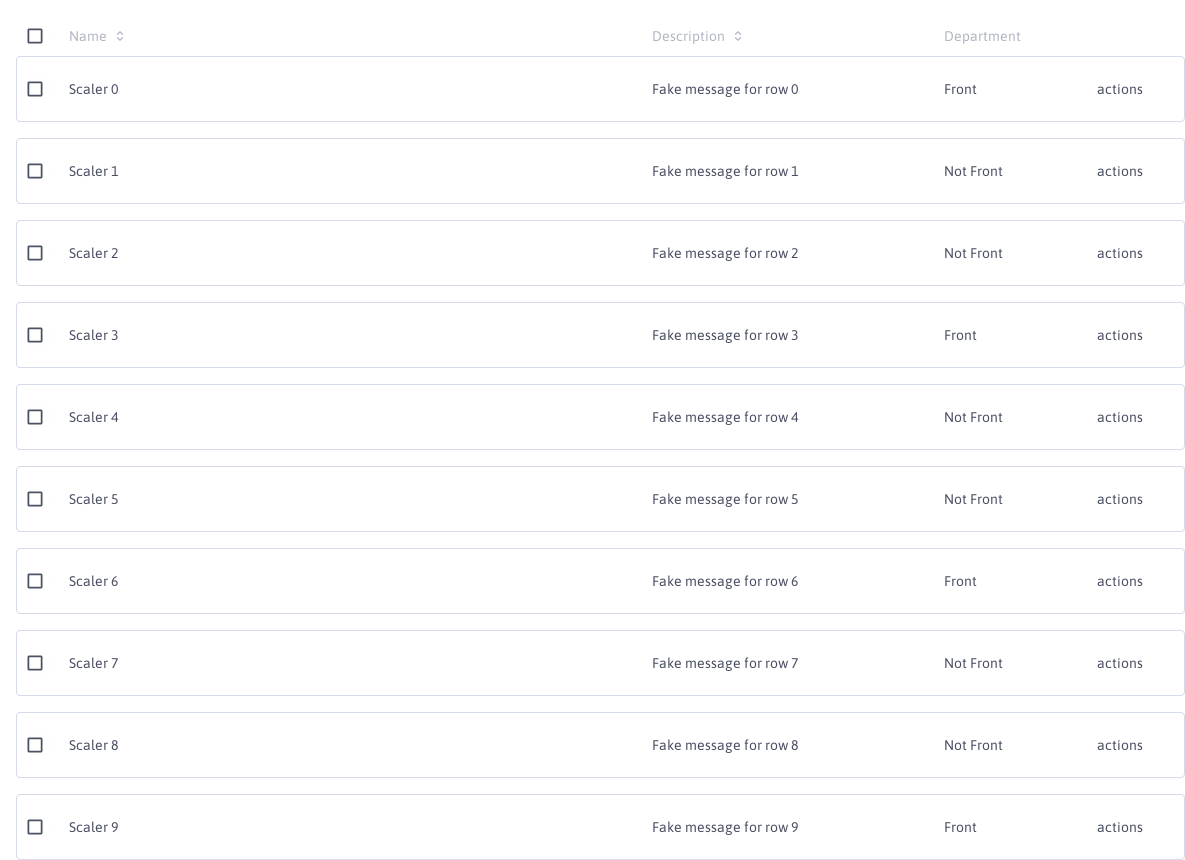 Name Description Department
Scaler 0 Fake message for row 0 Front actions
Scaler 1 Fake message for row 1 Not Front actions
Scaler 2 Fake message for row 2 Not Front actions
Scaler 3 Fake message for row 3 Front actions
Scaler 4 Fake message for row 4 Not Front actions
Scaler 5 Fake message for row 5 Not Front actions
Scaler 6 Fake message for row 6 Front actions
Scaler 7 Fake message for row 7 Not Front actions
Scaler 8 Fake message for row 8 Not Front actions
Scaler 9 Fake message for row 9 Front actions